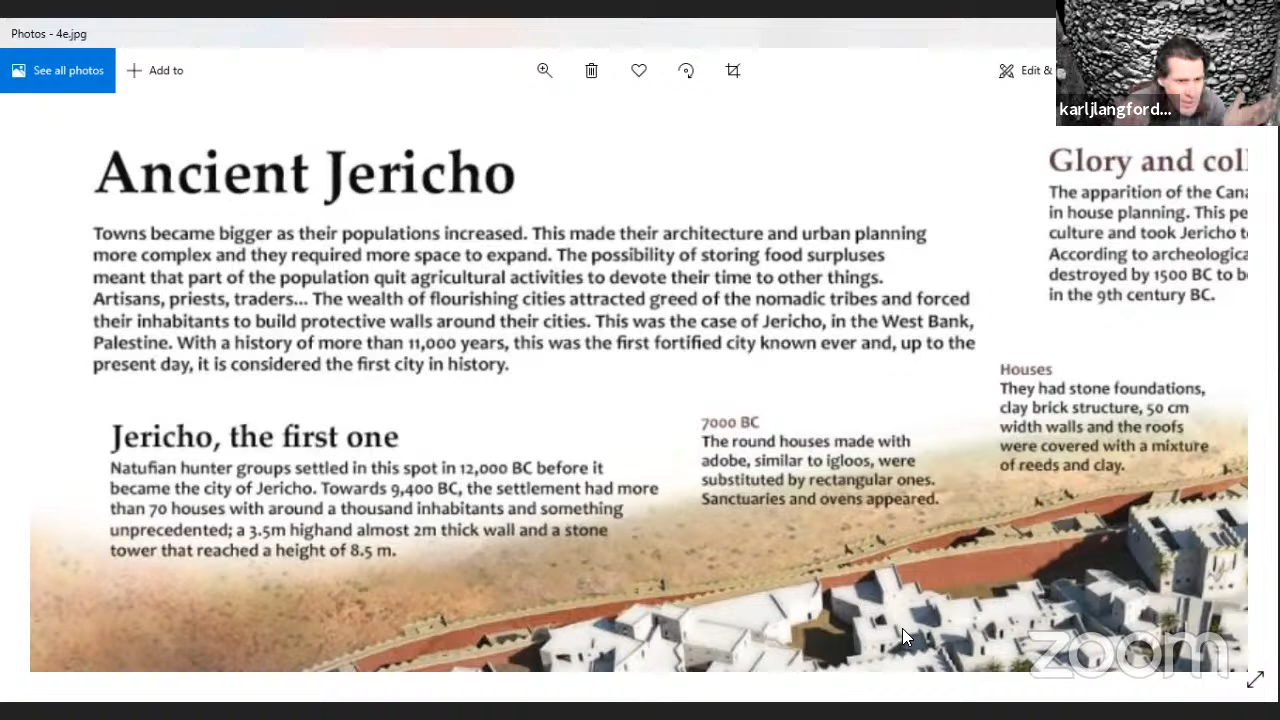 Photos - 4e.jpg
See all photos
Add to
Edit &
karljlangford...
Ancient Jericho
Towns became bigger as their populations increased. This made their architecture and urban planning
more complex and they required more space to expand. The possibility of storing food surpluses
meant that part of the population quit agricultural activities to devote their time to other things.
Artisans, priests, traders... The wealth of flourishing cities attracted greed of the nomadic tribes and forced
their inhabitants to build protective walls around their cities. This was the case of Jericho, in the West Bank,
Palestine. With a history of more than 11,000 years, this was the first fortified city known ever and, up to the
present day, it is considered the first city in history.
Jericho, the first one
Natufian hunter groups settled in this spot in 12,000 BC before it
became the city of Jericho. Towards 9,400 BC, the settlement had more
than 70 houses with around a thousand inhabitants and something
unprecedented; a 3.5m highand almost 2m thick wall and a stone
tower that reached a height of 8.5 m.
7000 BC
The round houses made with
adobe, similar to igloos, were
substituted by rectangular ones.
Sanctuaries and ovens appeared.
Glory and coll
The apparition of the Cana
in house planning. This pe
culture and took Jericho t
According to archeologica
destroyed by 1500 BC to b
in the 9th century BC.
Houses
They had stone foundations,
clay brick structure, 50 cm
width walls and the roofs
were covered with a mixture
of reeds and clay.
zoom